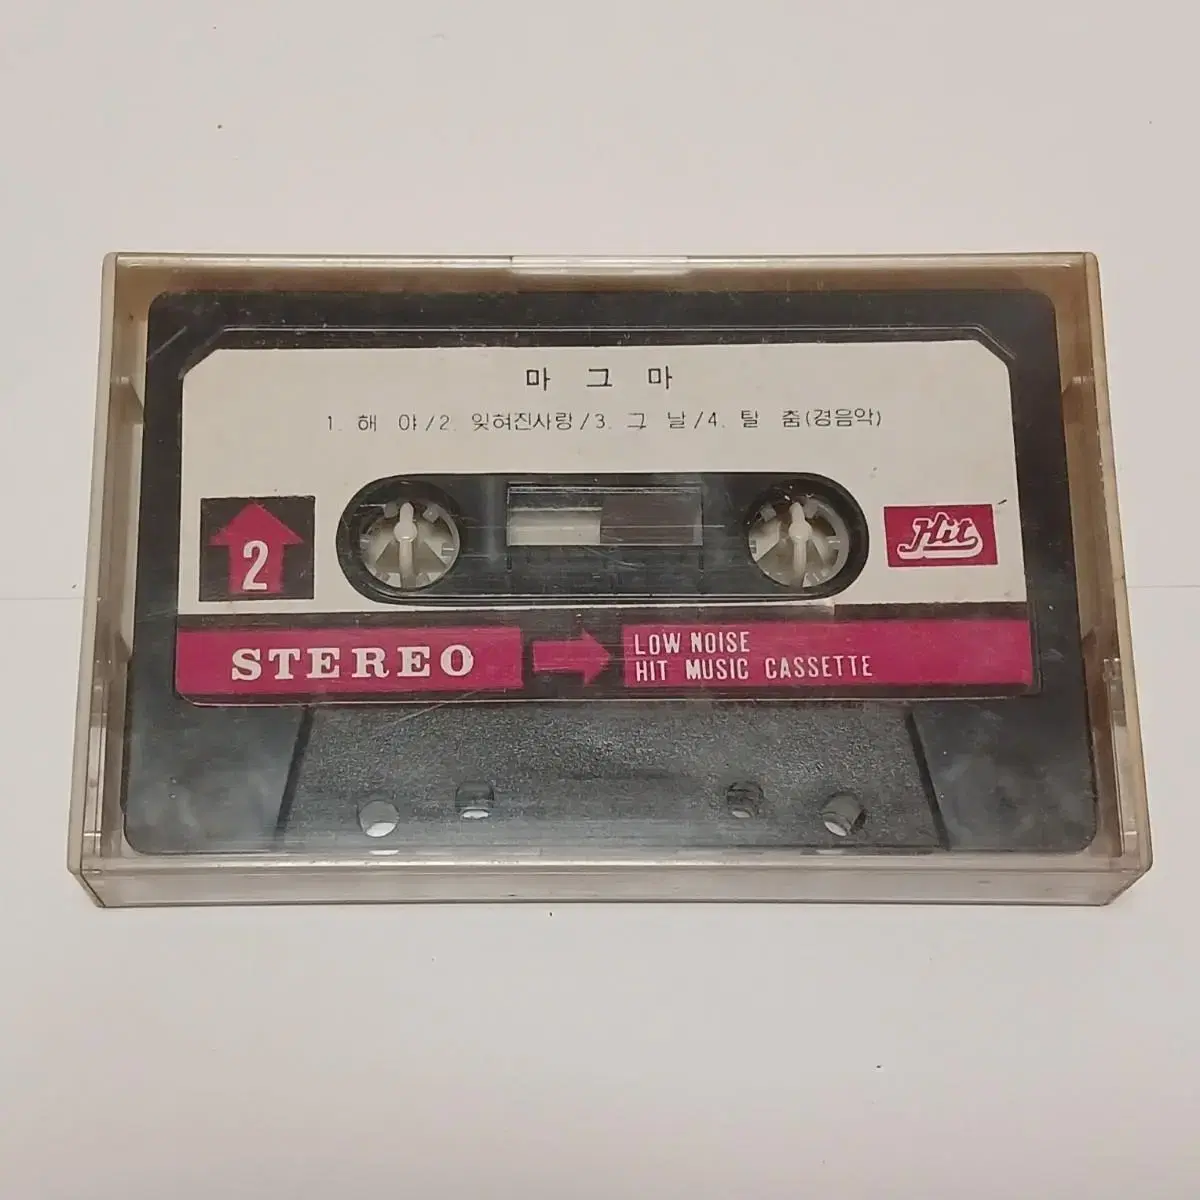 마 그 마
1. 해 야/2. 잊혀진사랑/3. 그 날/4. 탈 춤(경음악)
2
Hit
STEREO
LOW NOISE
HIT MUSIC CASSETTE